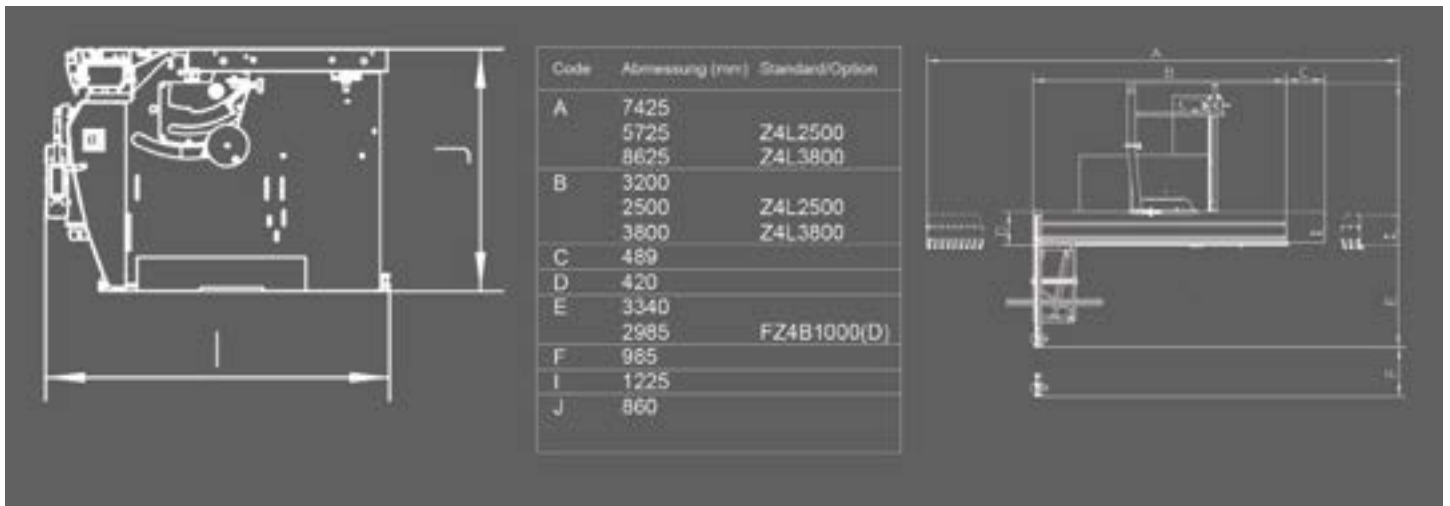 Code Abmessung (mm) Standard/Option
A 7425
5725 Z4L2500
8625 Z4L3800
B 3200
2500 Z4L2500
3800 Z4L3800
C 489
D 420
E 3340
2985 FZ4B1000(D)
F 985
I 1225
J 860
J
I
A
B C
D
E
F